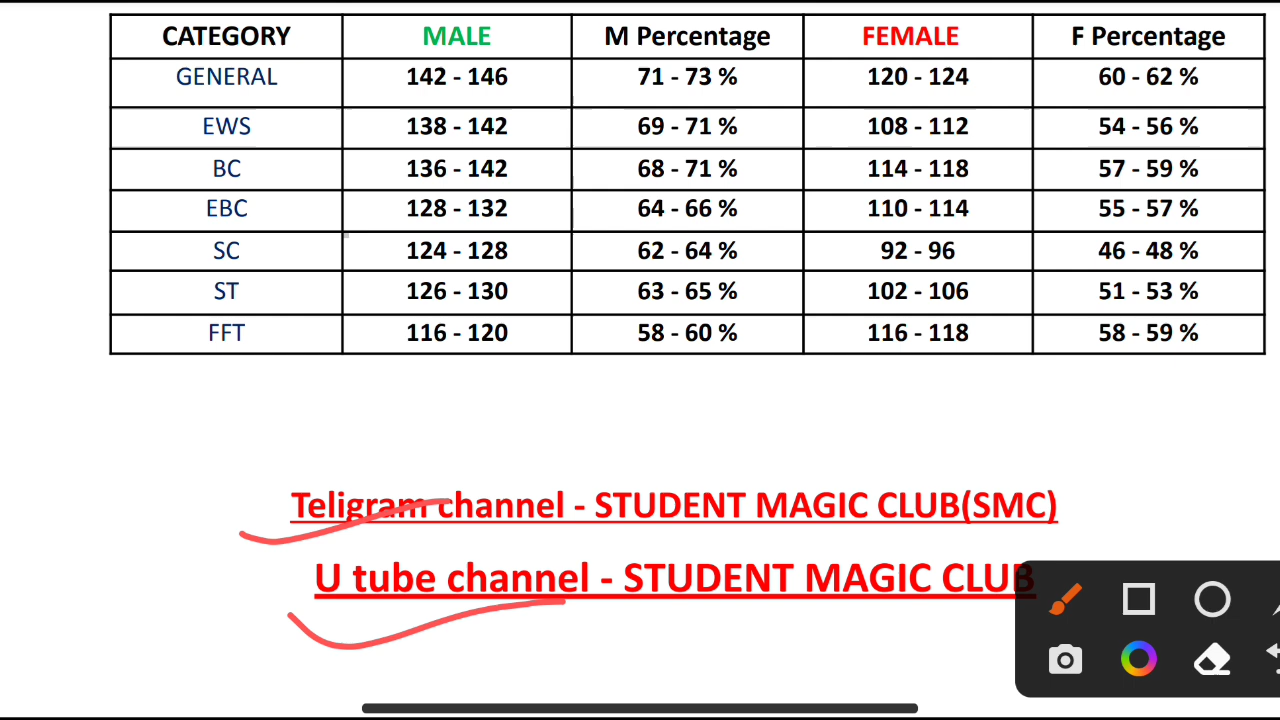 CATEGORY MALE M Percentage FEMALE F Percentage
GENERAL 142 - 146 71 - 73 % 120 - 124 60 - 62 %
EWS 138 - 142 69 - 71 % 108 - 112 54 - 56 %
BC 136 - 142 68 - 71 % 114 - 118 57 - 59 %
EBC 128 - 132 64 - 66 % 110 - 114 55 - 57 %
SC 124 - 128 62 - 64 % 92 - 96 46 - 48 %
ST 126 - 130 63 - 65 % 102 - 106 51 - 53 %
FFT 116 - 120 58 - 60 % 116 - 118 58 - 59 %
Teligram channel - STUDENT MAGIC CLUB(SMC)
U tube channel - STUDENT MAGIC CLUB